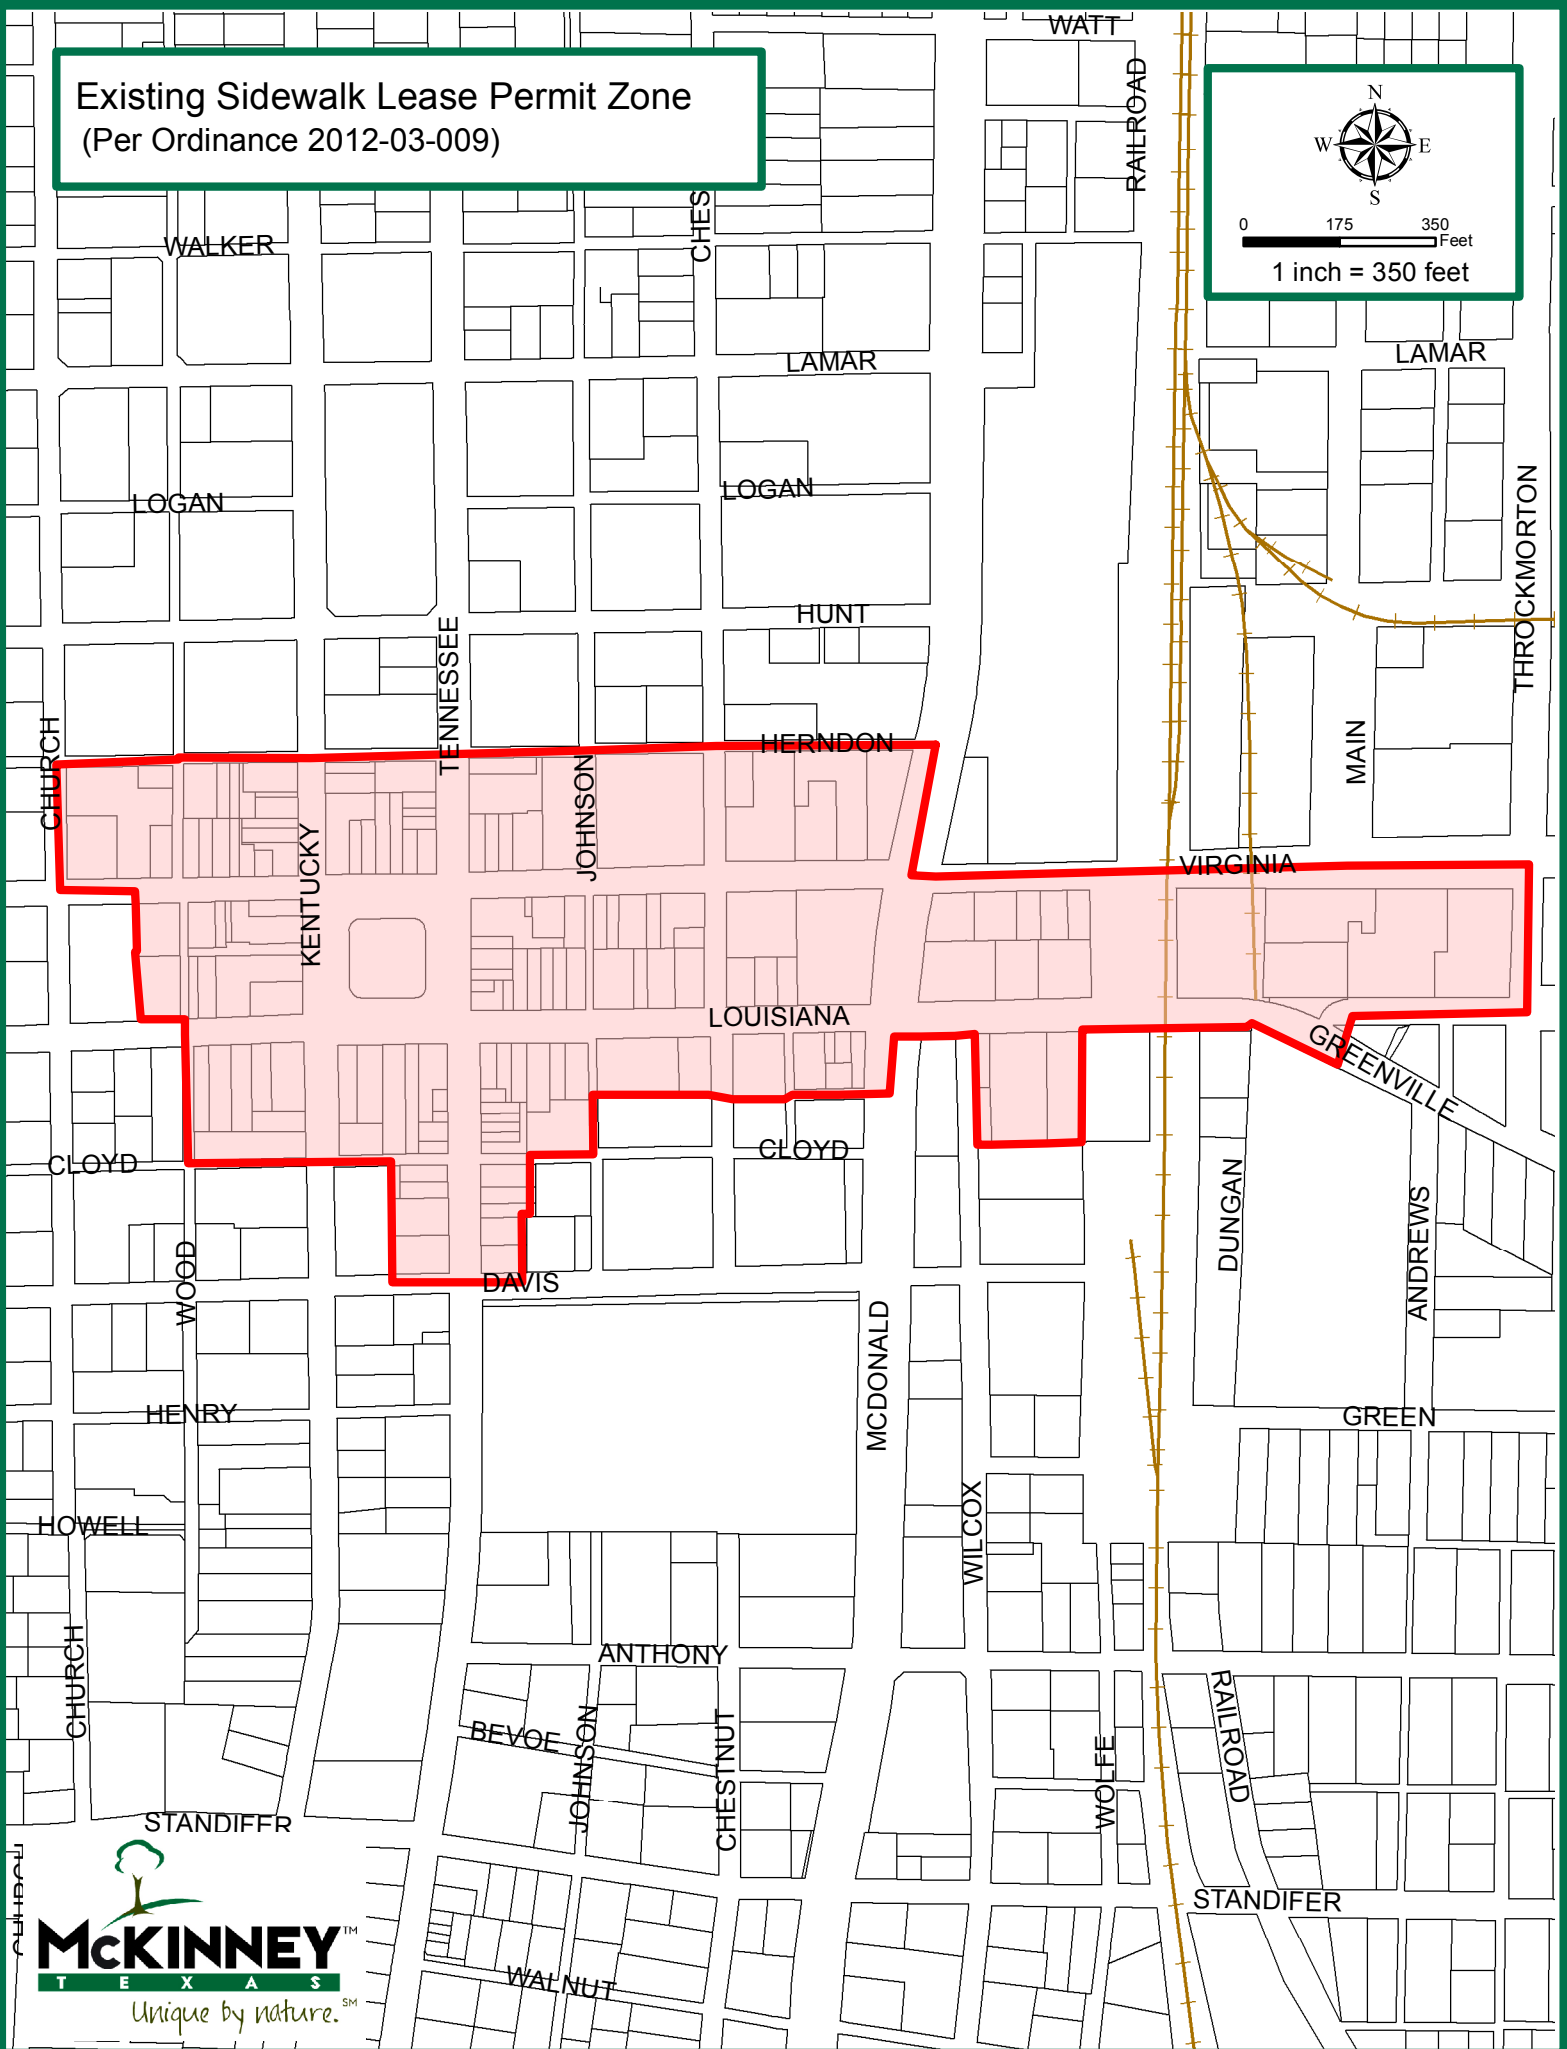 WATT
Existing Sidewalk Lease Permit Zone
(Per Ordinance 2012-03-009)
RAILROAD
N
W E
S
0 175 350
Feet
1 inch = 350 feet
CHES
WALKER
LAMAR
LAMAR
LOGAN
LOGAN
THROCKMORTON
HUNT
TENNESSEE
CHURCH
HERNDON
MAIN
JOHNSON
KENTUCKY
VIRGINIA
LOUISIANA
GREENVILLE
CLOYD
CLOYD
DUNGAN
ANDREWS
WOOD
DAVIS
MCDONALD
HENRY
GREEN
WILCOX
HOWELL
CHURCH
ANTHONY
RAILROAD
BEVOE
JOHNSON
CHESTNUT
WOLFE
STANDIFER
CHURCH
STANDIFER
McKINNEY™
TEXAS
Unique by nature.℠
WALNUT